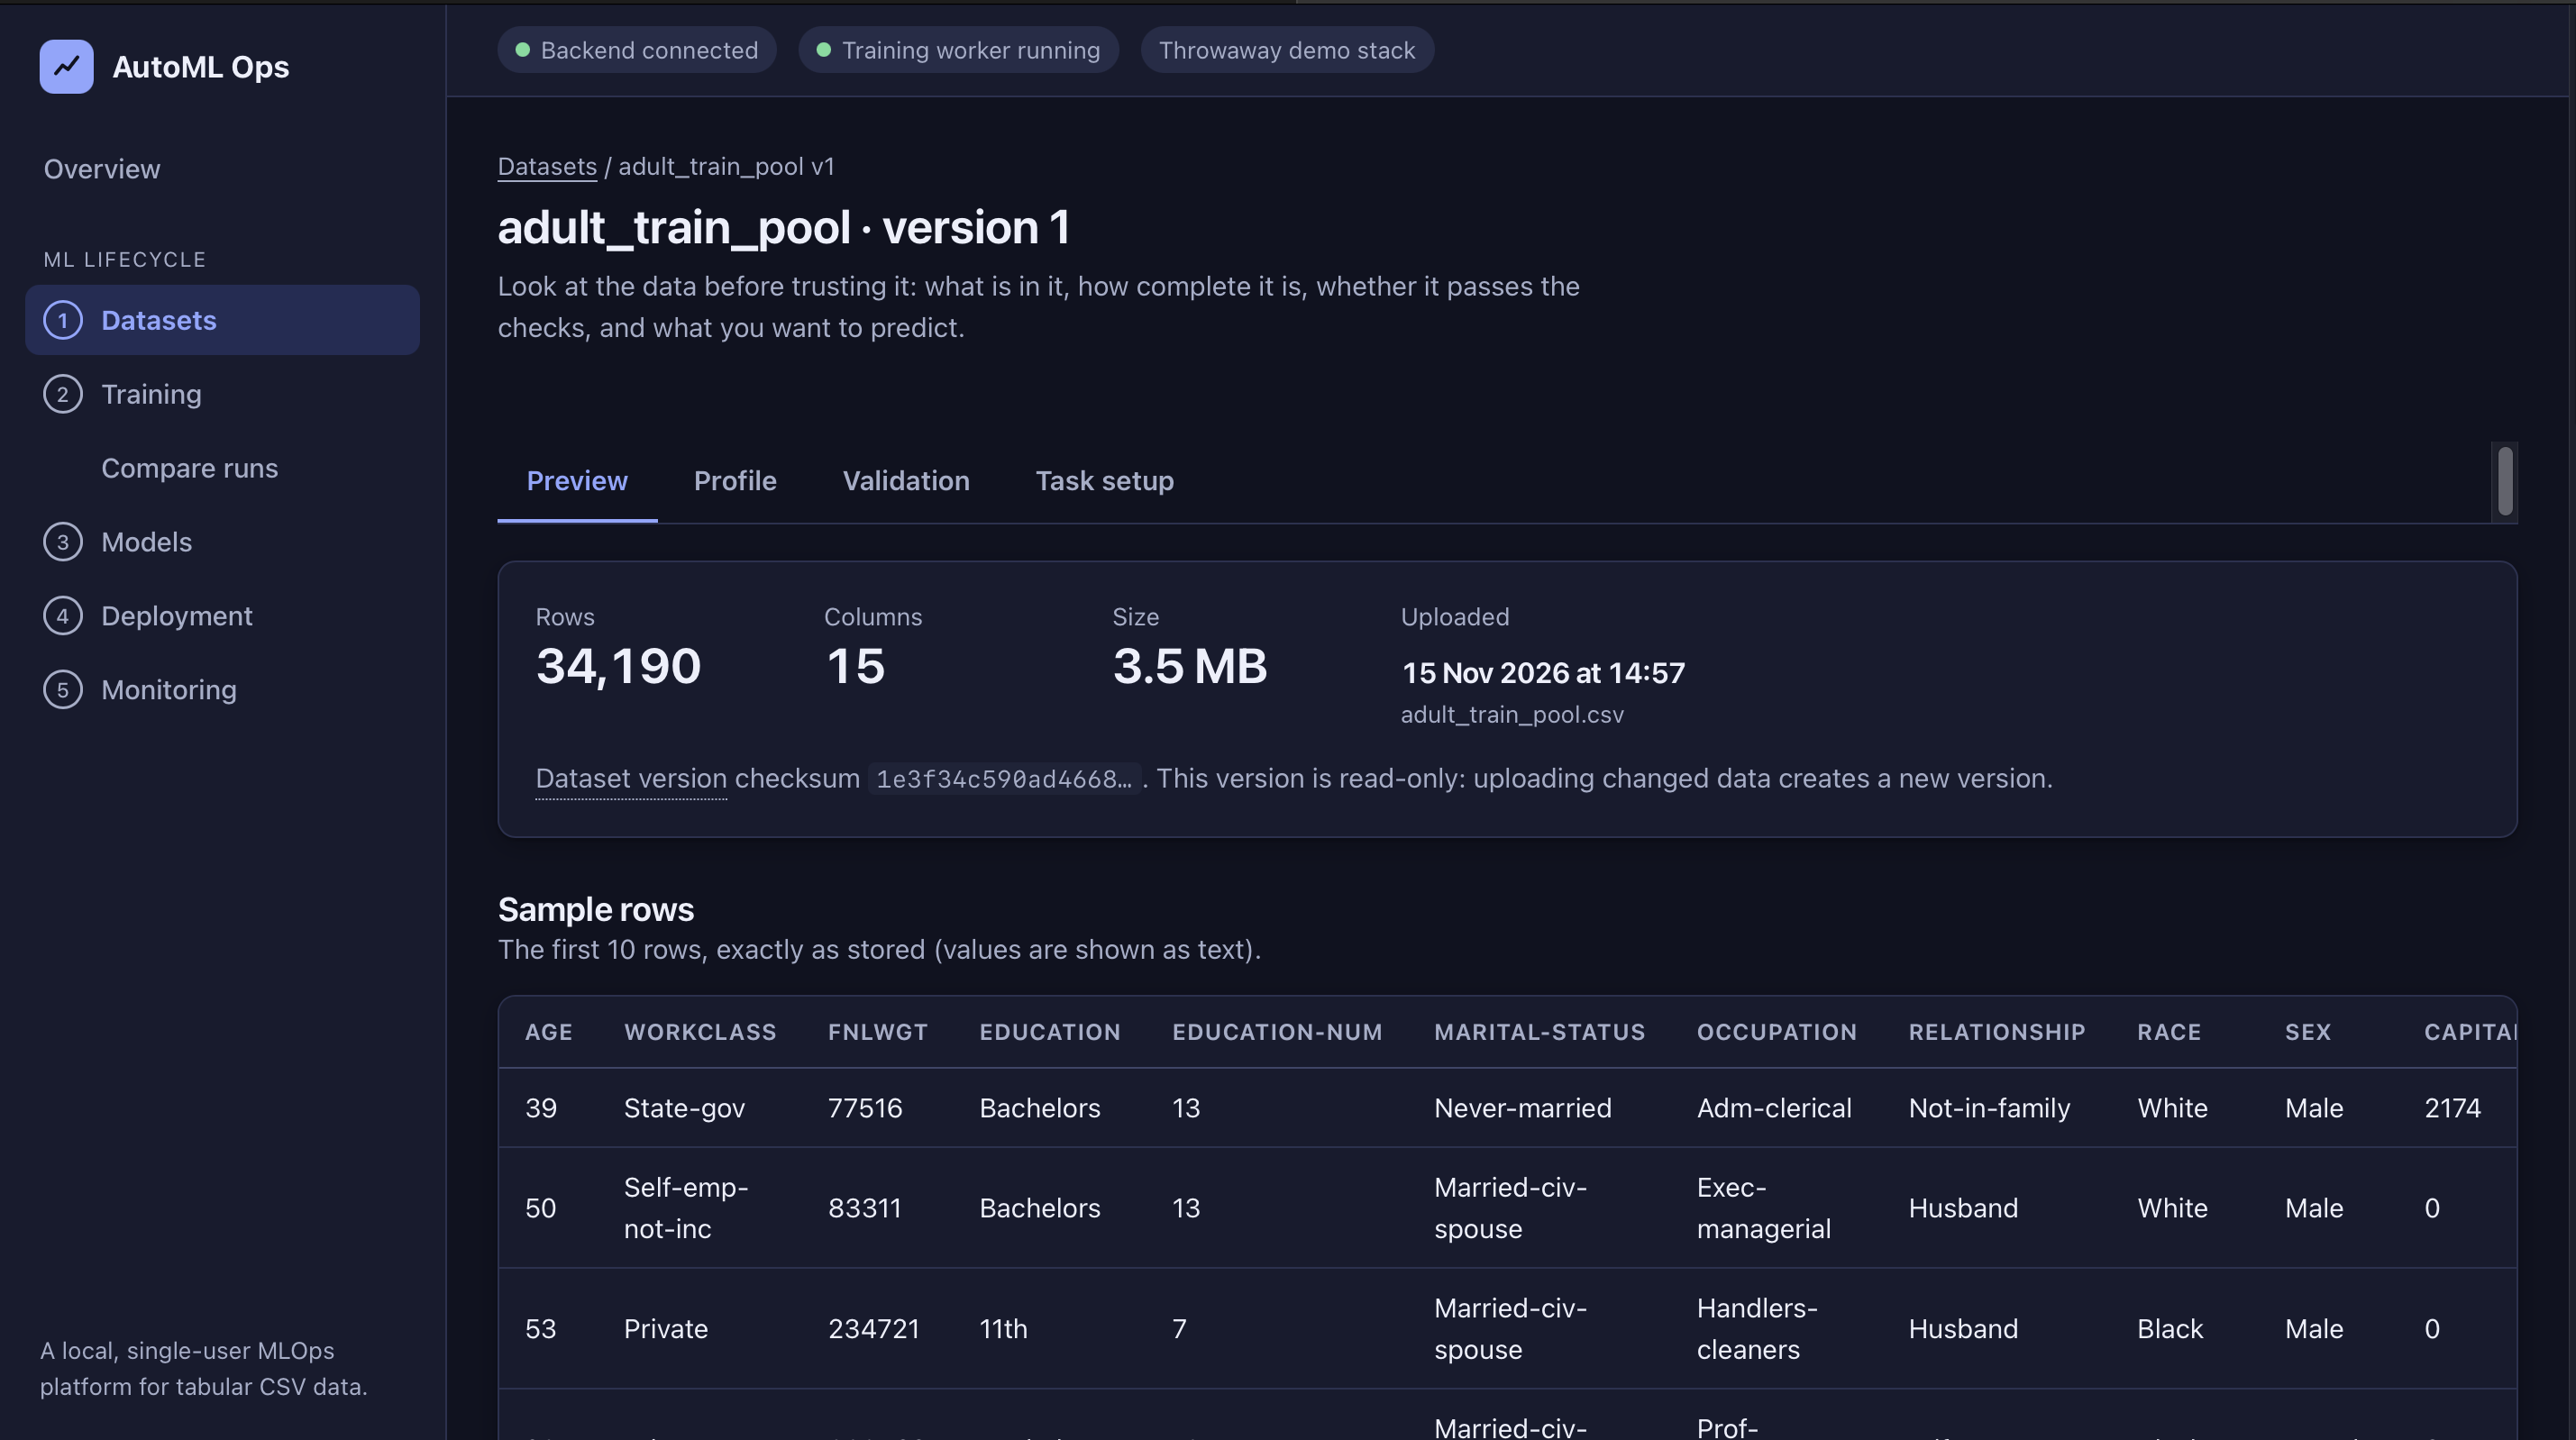 AutoML Ops
Overview
ML LIFECYCLE
1 Datasets
2 Training
Compare runs
3 Models
4 Deployment
5 Monitoring
A local, single-user MLOps
platform for tabular CSV data.
Backend connected
Training worker running
Throwaway demo stack
Datasets / adult_train_pool v1
adult_train_pool · version 1
Look at the data before trusting it: what is in it, how complete it is, whether it passes the
checks, and what you want to predict.
Preview Profile Validation Task setup
Rows Columns Size Uploaded
34,190 15 3.5 MB 15 Nov 2026 at 14:57
adult_train_pool.csv
Dataset version checksum 1e3f34c590ad4668… . This version is read-only: uploading changed data creates a new version.
Sample rows
The first 10 rows, exactly as stored (values are shown as text).
AGE WORKCLASS FNLWGT EDUCATION EDUCATION-NUM MARITAL-STATUS OCCUPATION RELATIONSHIP RACE SEX
39 State-gov 77516 Bachelors 13 Never-married Adm-clerical Not-in-family White Male 2174
50 Self-emp-not-inc 83311 Bachelors 13 Married-civ-spouse Exec-managerial Husband White Male 0
53 Private 234721 11th 7 Married-civ-spouse Handlers-cleaners Husband Black Male 0
Married-civ- Prof-